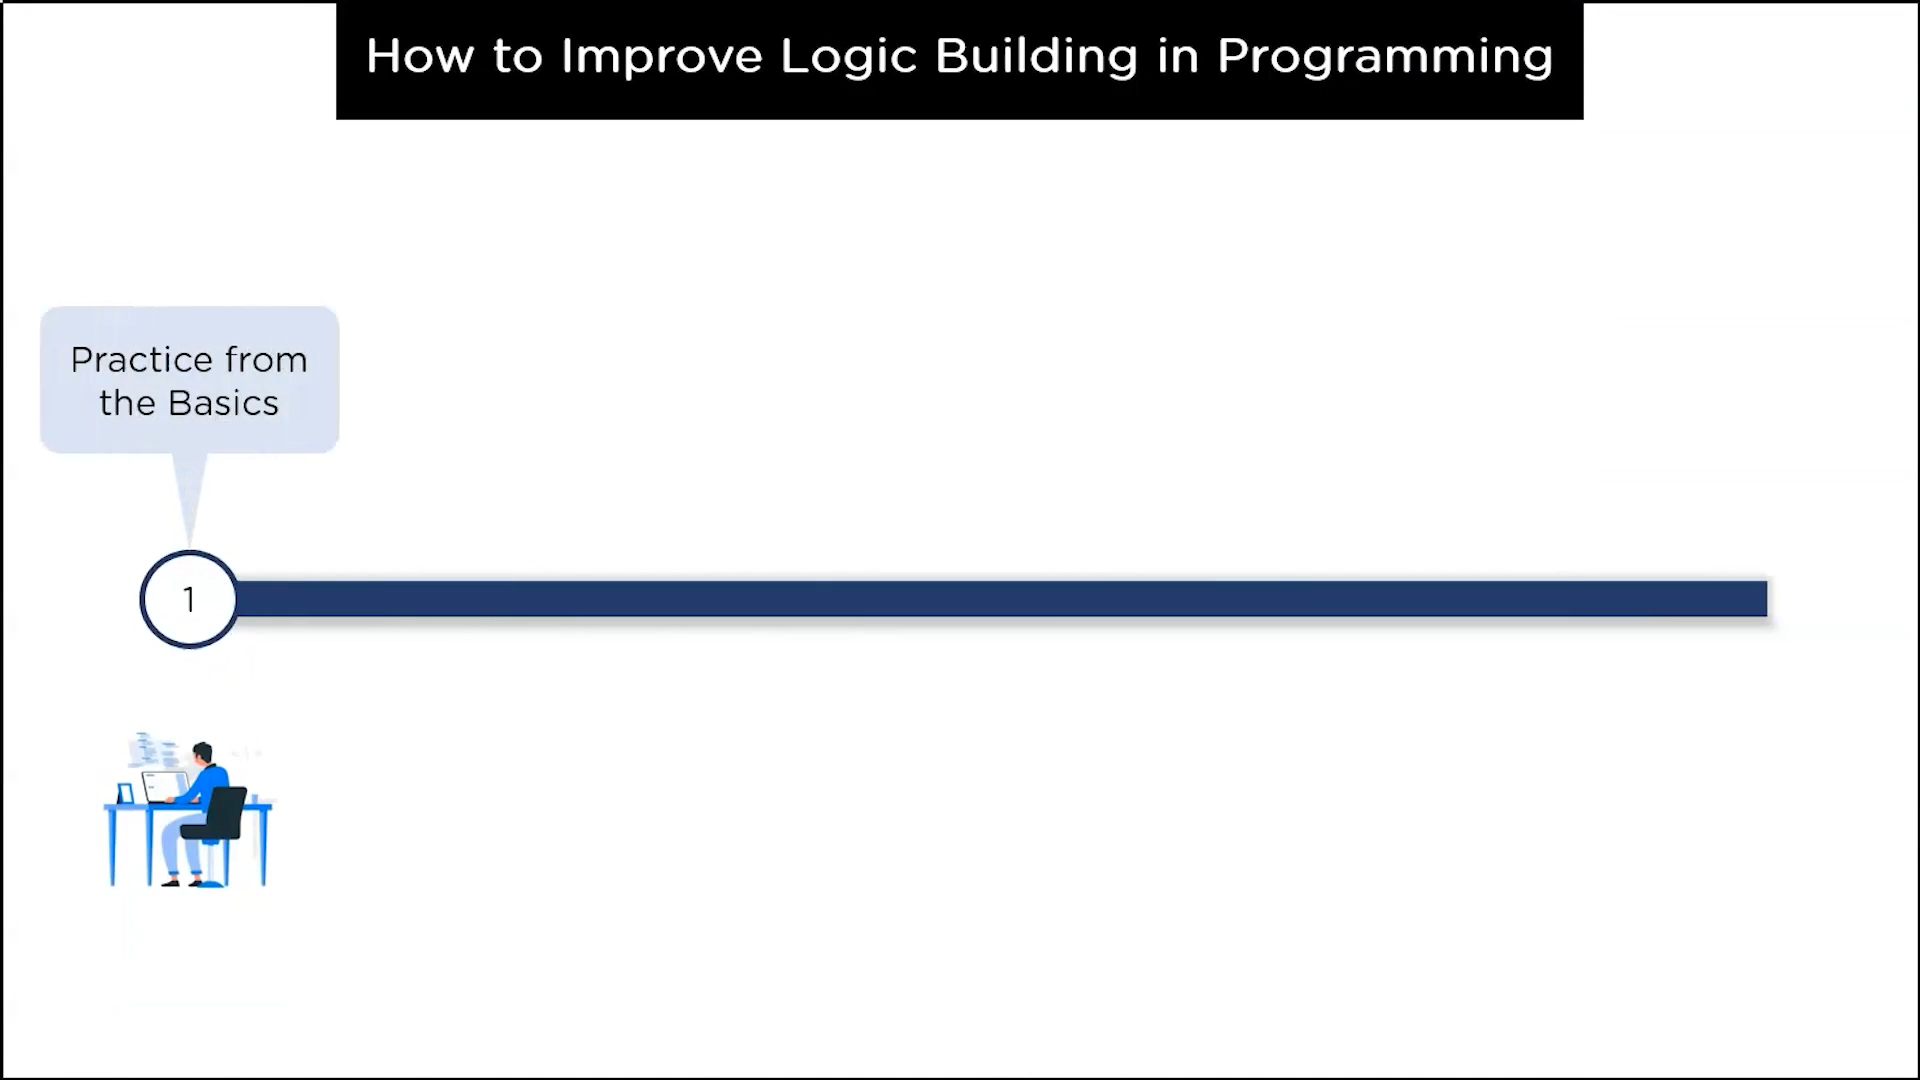 How to Improve Logic Building in Programming
Practice from
the Basics
1